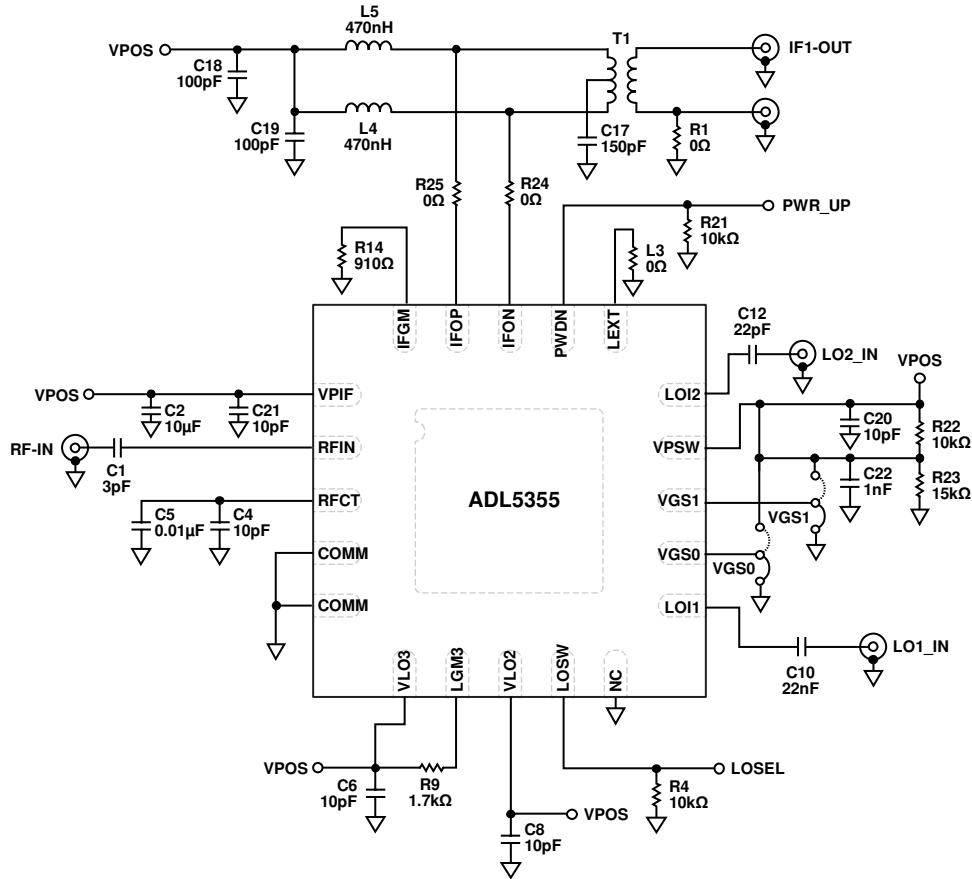 L5
470nH
VPOS
T1
IF1-OUT
C18
100pF
C19
100pF
L4
470nH
C17
150pF
R1
0Ω
R25
0Ω
R24
0Ω
PWR_UP
R21
10kΩ
R14
910Ω
L3
0Ω
IFGM
IFOP
IFON
PWDN
LEXT
C12
22pF
LO2_IN
VPOS
VPOS
C2
10µF
C21
10pF
VPIF
LOI2
C20
10pF
R22
10kΩ
RF-IN
C1
3pF
RFIN
VPSW
C22
1nF
R23
15kΩ
ADL5355
C5
0.01µF
C4
10pF
RFCT
VGS1
VGS1
COMM
VGS0
VGS0
COMM
LOI1
LO1_IN
C10
22nF
VLO3
LGM3
VLO2
LOSW
NC
VPOS
C6
10pF
R9
1.7kΩ
LOSEL
R4
10kΩ
VPOS
C8
10pF